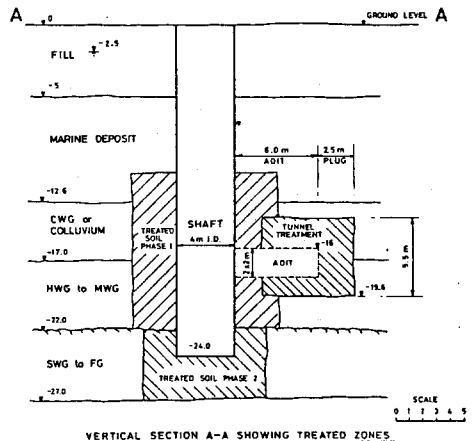 A
0
GROUND LEVEL
A
FILL
-2.5
-5
MARINE DEPOSIT
6.0 m
ADIT
2.5 m
PLUG
-12.6
CWG or
COLLUVIUM
TREATED
SOIL
PHASE 1
SHAFT
4m I.D.
TUNNEL
TREATMENT
-16
ADIT
2x2m
5.5 m
-17.0
HWG to MWG
-19.6
-22.0
-24.0
SWG to FG
TREATED SOIL PHASE 2
-27.0
SCALE
0 1 2 3 4 5
VERTICAL SECTION A-A SHOWING TREATED ZONES